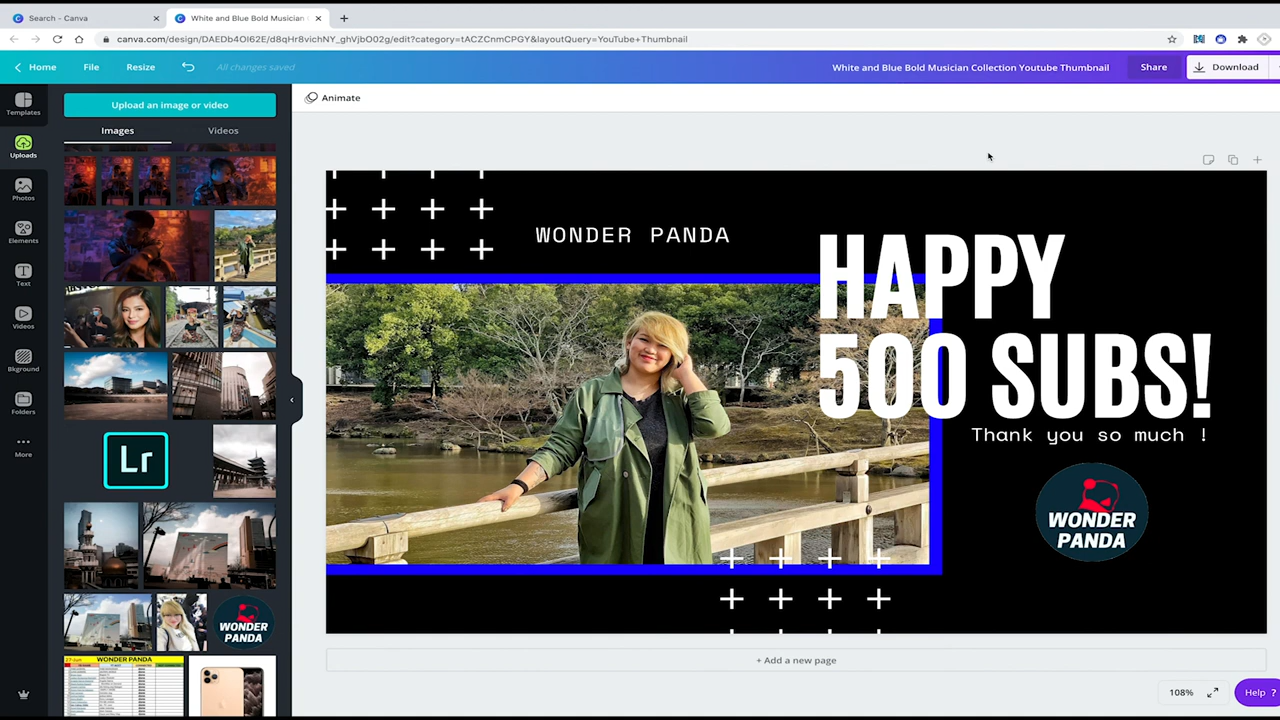 Search - Canva
White and Blue Bold Musician
canva.com/design/DAEDb4Oi62E/d8qHr8vichNY_ghVjbO02g/edit?category=tACZCnmCPGY&layoutQuery=YouTube+Thumbnail
Home
File
Resize
All changes saved
White and Blue Bold Musician Collection Youtube Thumbnail
Share
Download
Templates
Uploads
Photos
Elements
Text
Videos
Bkground
Folders
More
Upload an image or video
Images
Videos
Lr
WONDER
PANDA
WONDER PANDA
Animate
WONDER PANDA
HAPPY
500 SUBS!
Thank you so much !
WONDER
PANDA
+ Add a new page
108%
Help ?